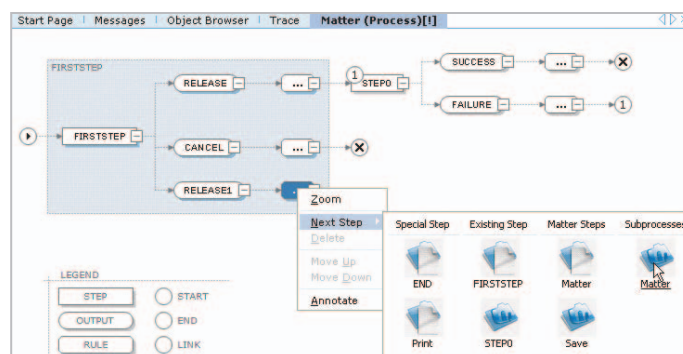 Start Page Messages Object Browser Trace Matter (Process)[!]
FIRSTSTEP
SUCCESS ...
1
RELEASE ... STEP0
FAILURE ... 1
FIRSTSTEP
CANCEL ...
RELEASE1
Zoom
Next Step
Delete
Move Up
Move Down
Annotate
Special Step Existing Step Matter Steps Subprocesses
END FIRSTSTEP Matter Matter
Print STEP0 Save
LEGEND
STEP START
OUTPUT END
RULE LINK